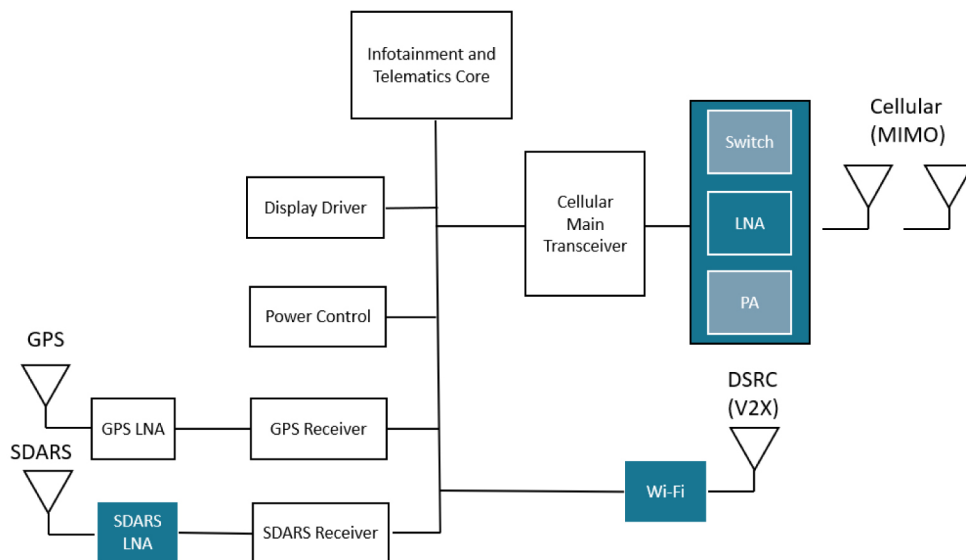 Infotainment and
Telematics Core
Cellular
(MIMO)
Switch
Display Driver
Cellular
Main
Transceiver
LNA
Power Control
PA
GPS
DSRC
(V2X)
GPS LNA
GPS Receiver
SDARS
Wi-Fi
SDARS
LNA
SDARS Receiver